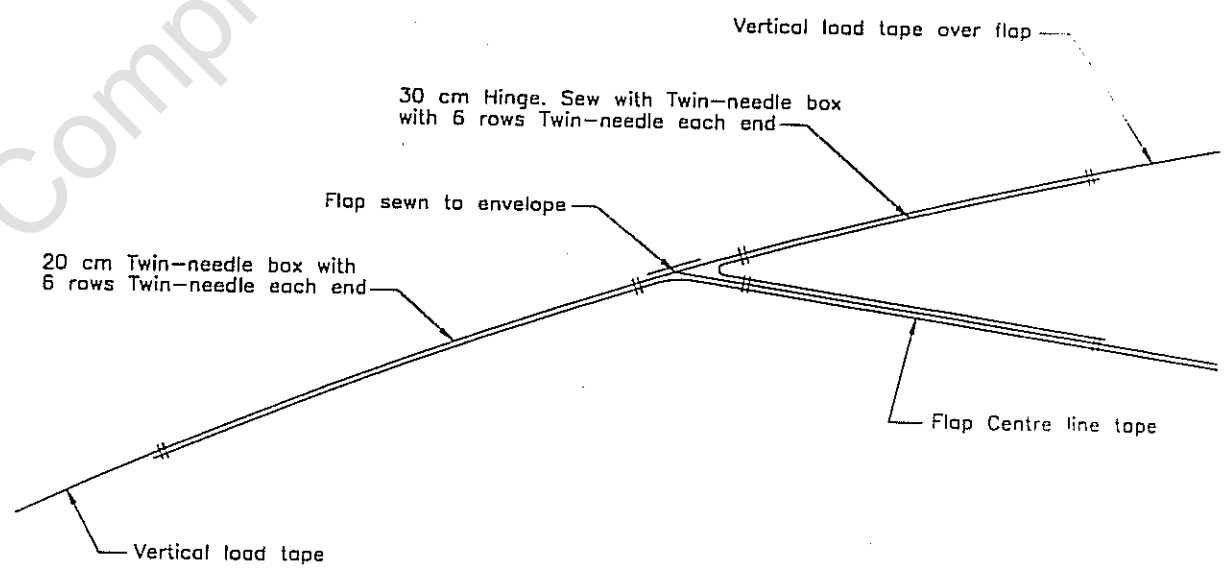 Vertical load tape over flap
30 cm Hinge. Sew with Twin-needle box
with 6 rows Twin-needle each end
Flap sewn to envelope
20 cm Twin-needle box with
6 rows Twin-needle each end
Flap Centre line tape
Vertical load tape
Comp